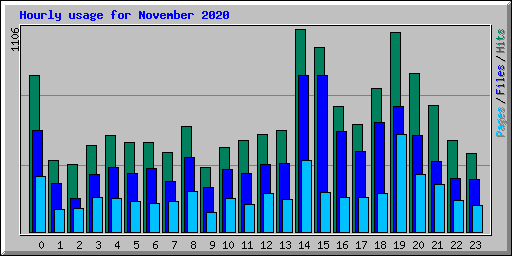 Hourly usage for November 2020
1106
Pages / Files / Hits
0 1 2 3 4 5 6 7 8 9 10 11 12 13 14 15 16 17 18 19 20 21 22 23